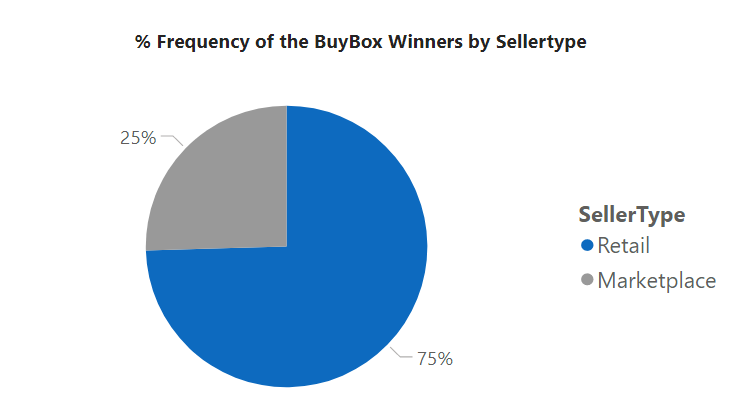 % Frequency of the BuyBox Winners by Sellertype
25%
SellerType
Retail
Marketplace
75%